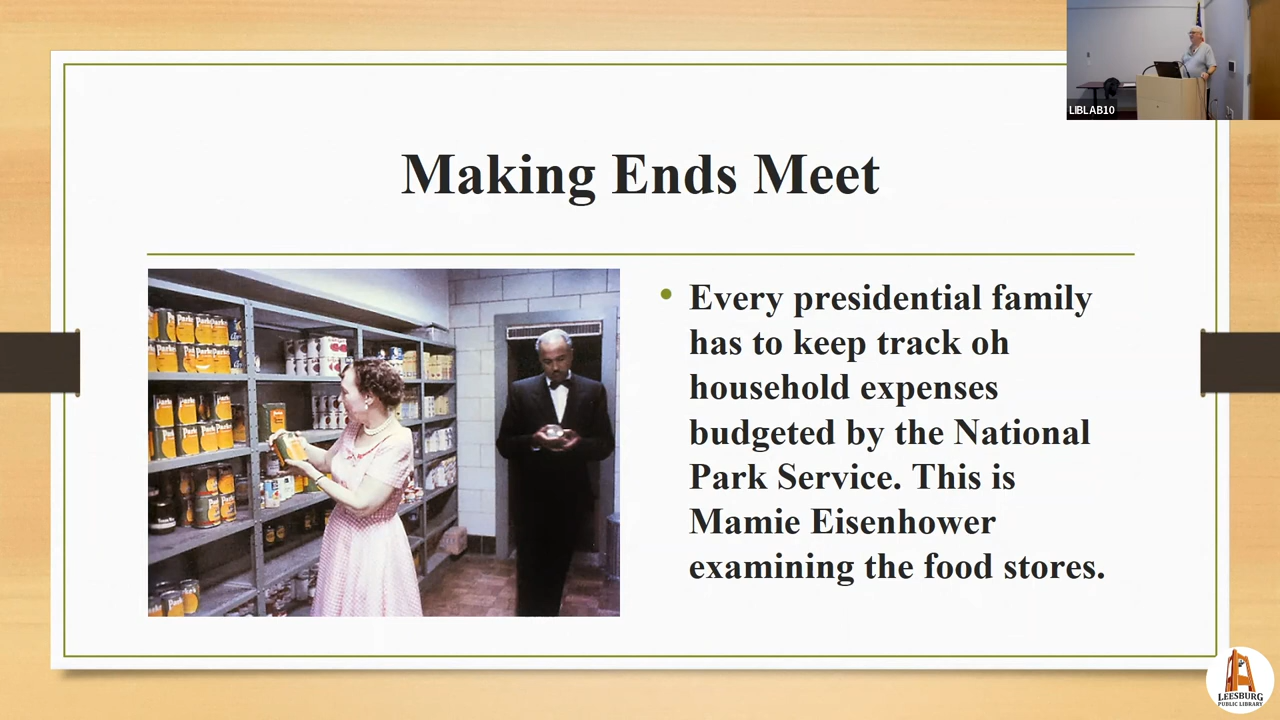 LIBLAB10
Making Ends Meet
Every presidential family
has to keep track oh
household expenses
budgeted by the National
Park Service. This is
Mamie Eisenhower
examining the food stores.
LEESBURG
PUBLIC LIBRARY